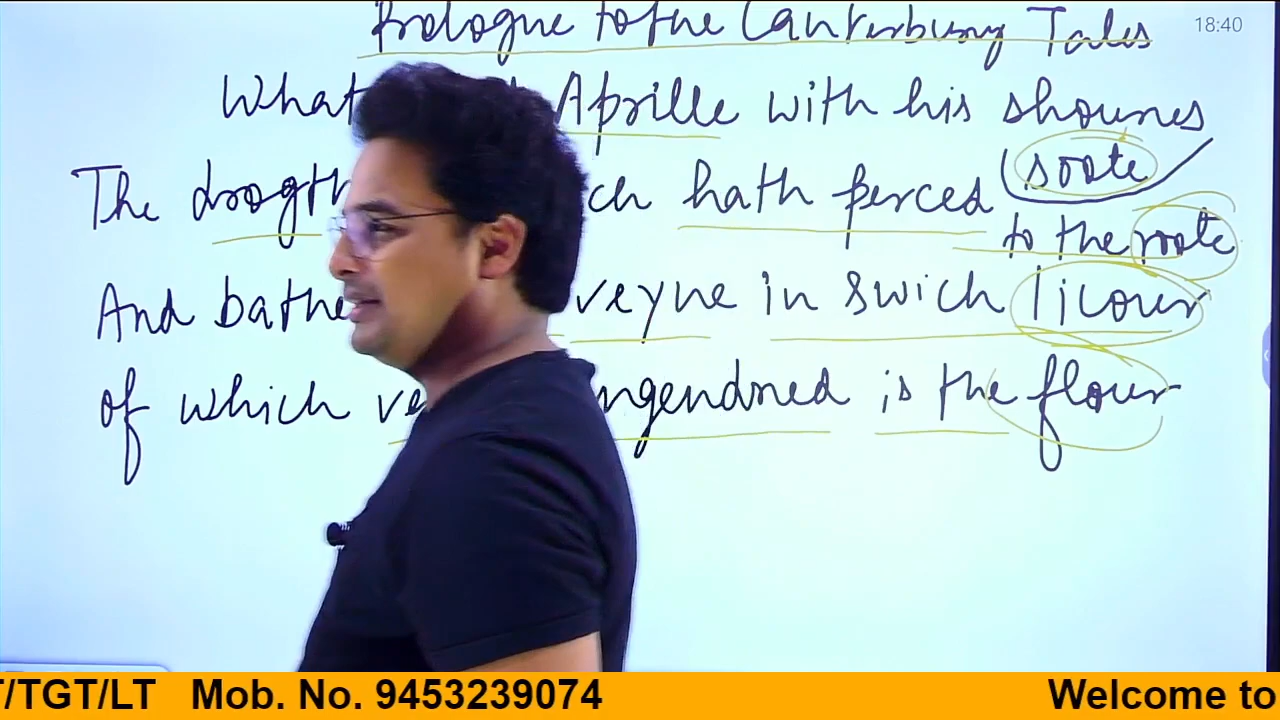 Prologue to the Canterbury Tales
18:40
What Aprille with his shoures
soote
The drogth ch hath perced
to the roote
And bathe veyne in swich licour
of which ve ngendred is the flour
T/TGT/LT Mob. No. 9453239074 Welcome to